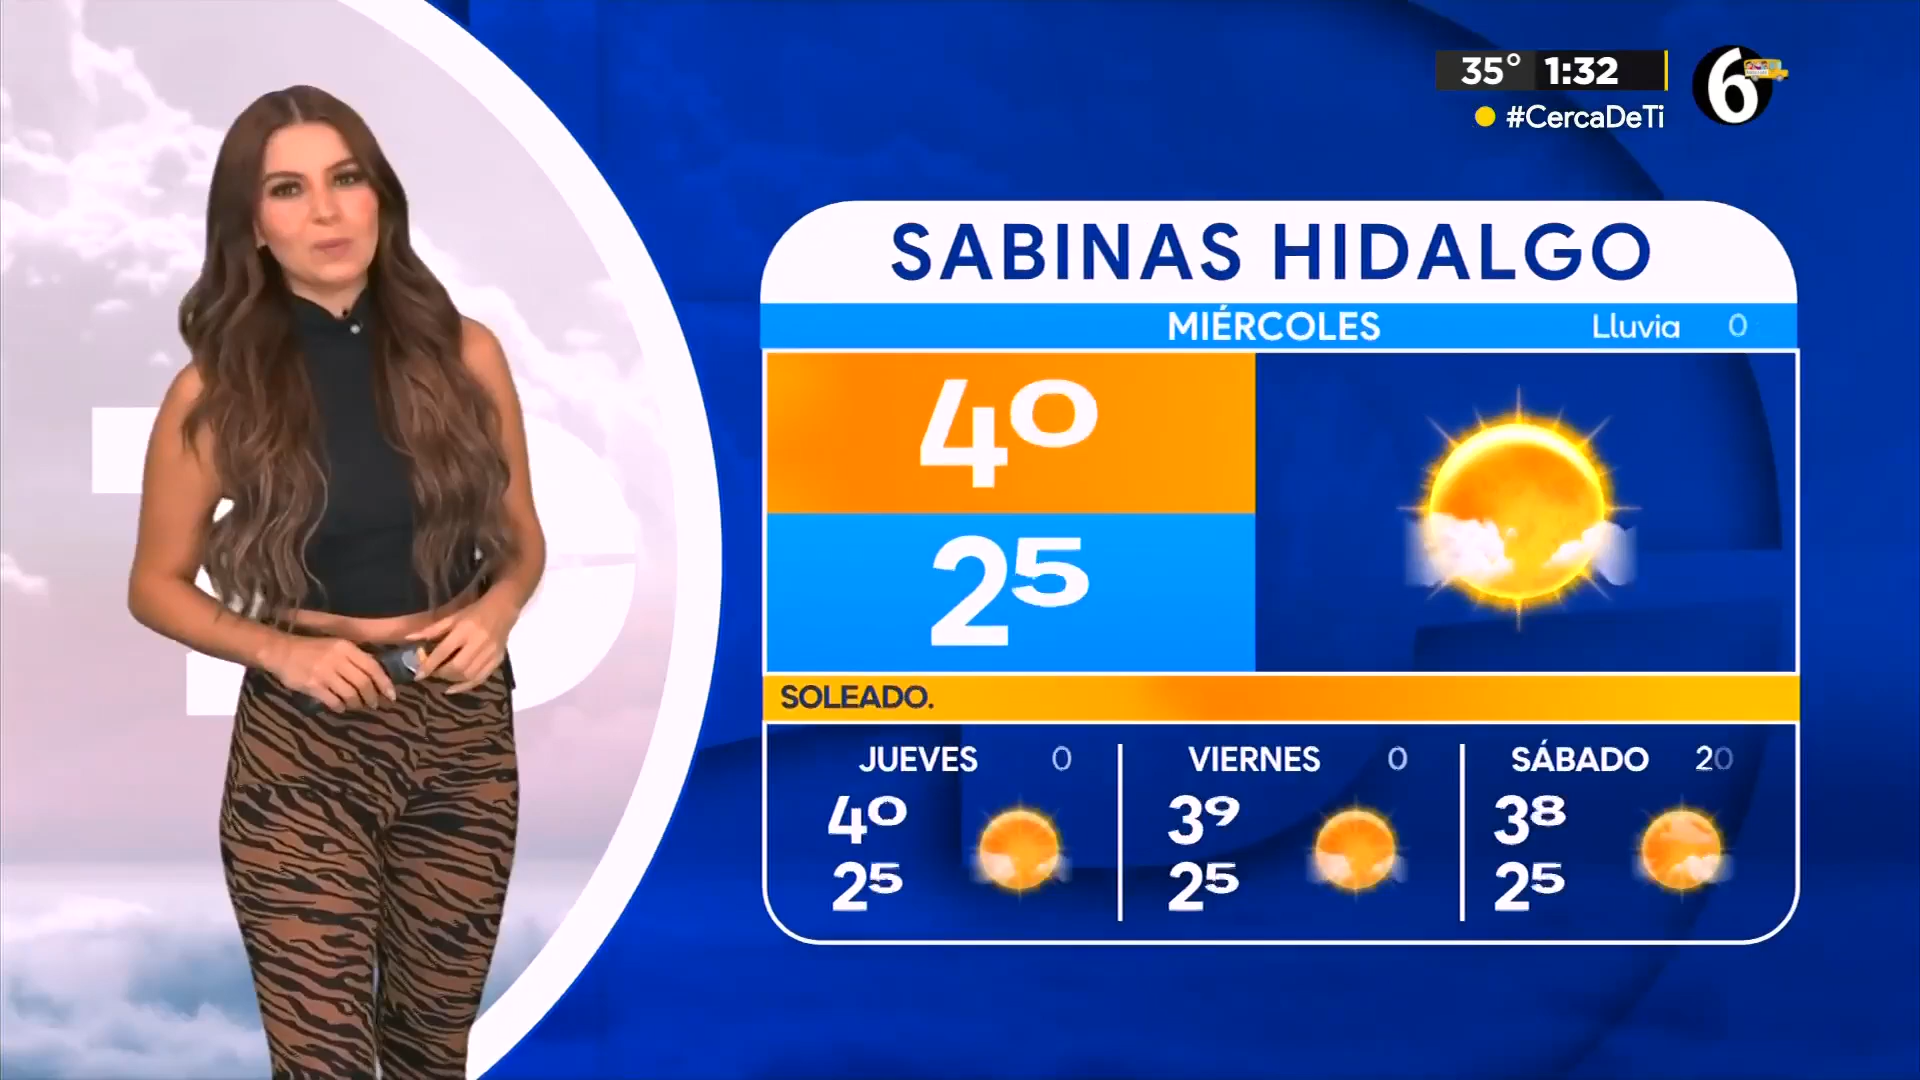 35° 1:32
6
#CercaDeTi
SABINAS HIDALGO
MIÉRCOLES Lluvia 0
40
25
SOLEADO.
JUEVES 0 VIERNES 0 SÁBADO 20
40 39 38
25 25 25